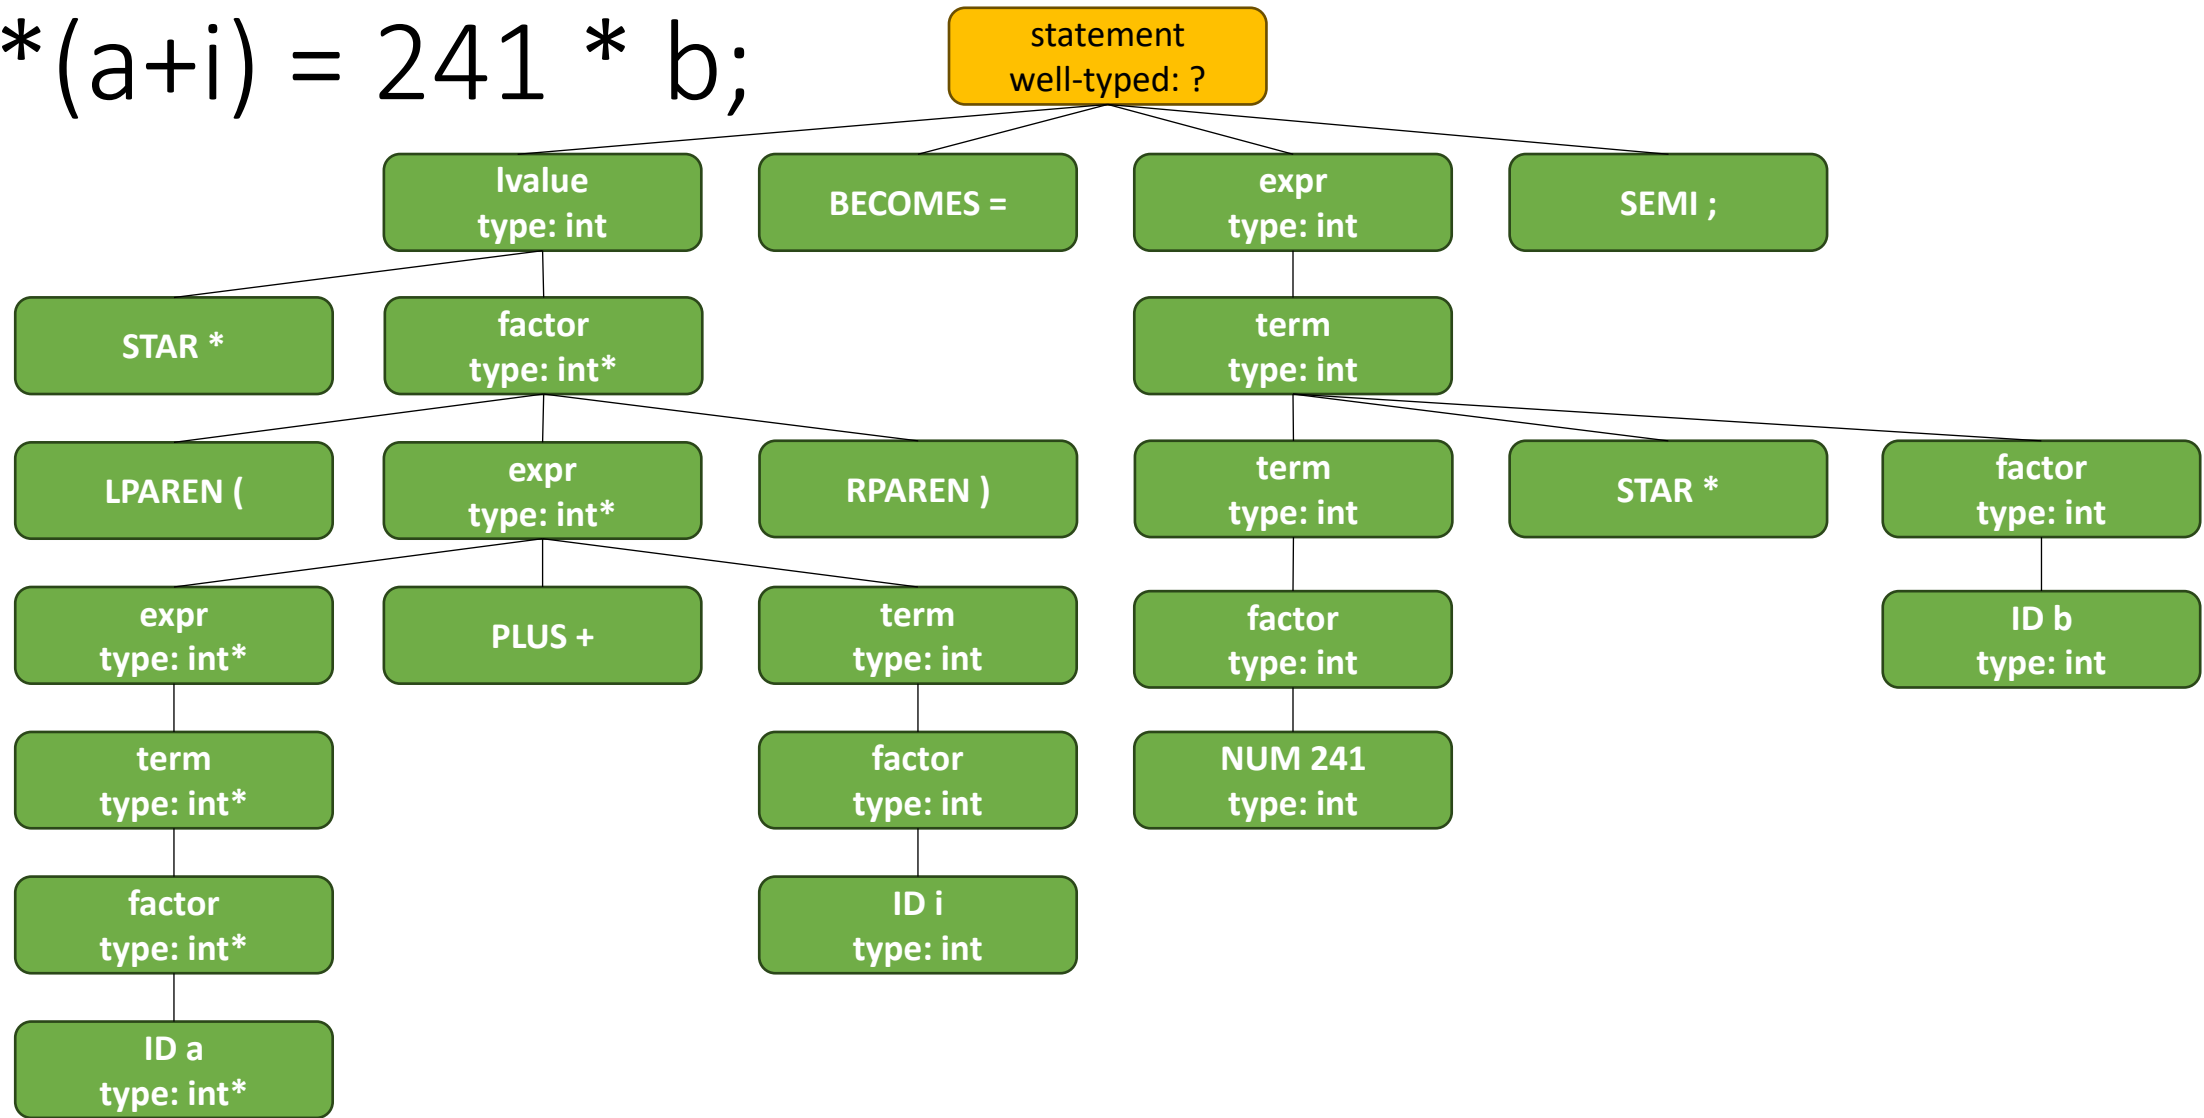 *(a+i) = 241 * b;
statement
well-typed: ?
lvalue
type: int
BECOMES =
expr
type: int
SEMI ;
STAR *
factor
type: int*
term
type: int
LPAREN (
expr
type: int*
RPAREN )
term
type: int
STAR *
factor
type: int
expr
type: int*
PLUS +
term
type: int
factor
type: int
ID b
type: int
term
type: int*
factor
type: int
NUM 241
type: int
factor
type: int*
ID i
type: int
ID a
type: int*